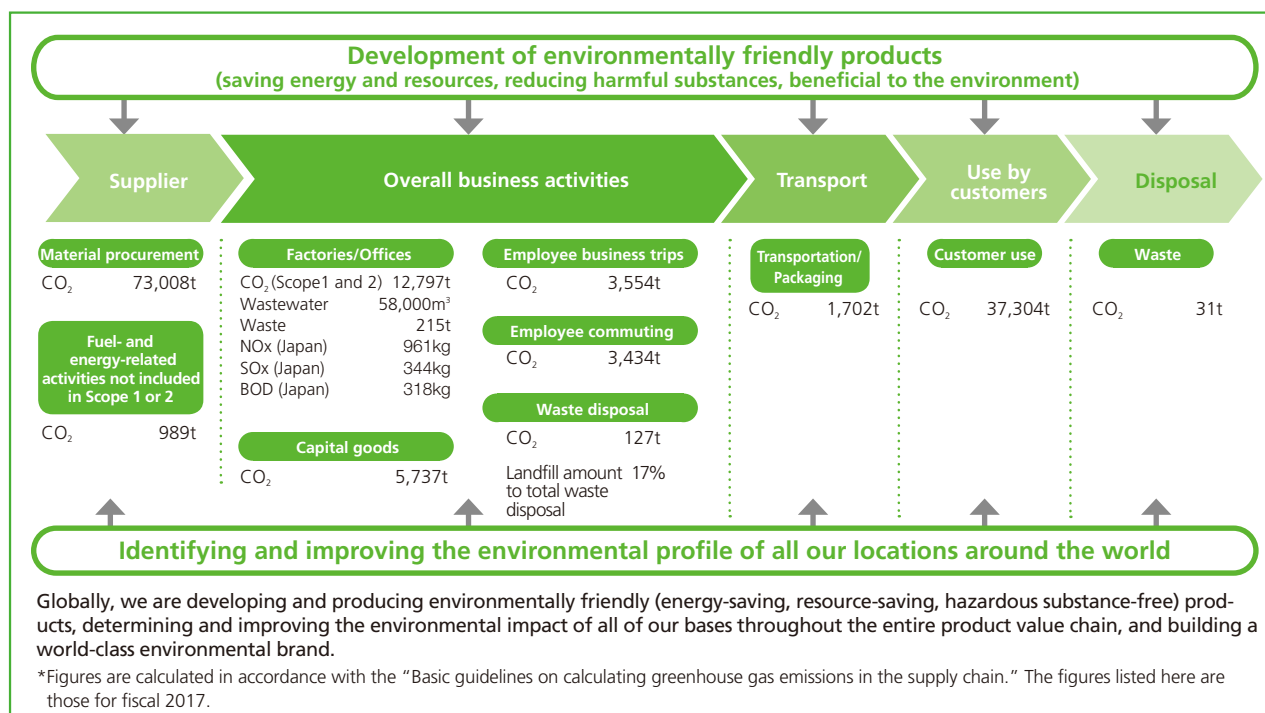 Development of environmentally friendly products
(saving energy and resources, reducing harmful substances, beneficial to the environment)
Supplier
Overall business activities
Transport
Use by
customers
Disposal
Material procurement
CO₂ 73,008t
Fuel- and
energy-related
activities not included
in Scope 1 or 2
CO₂ 989t
Factories/Offices
CO₂ (Scope1 and 2) 12,797t
Wastewater 58,000m³
Waste 215t
NOx (Japan) 961kg
SOx (Japan) 344kg
BOD (Japan) 318kg
Capital goods
CO₂ 5,737t
Employee business trips
CO₂ 3,554t
Employee commuting
CO₂ 3,434t
Waste disposal
CO₂ 127t
Landfill amount 17%
to total waste
disposal
Transportation/
Packaging
CO₂ 1,702t
Customer use
CO₂ 37,304t
Waste
CO₂ 31t
Identifying and improving the environmental profile of all our locations around the world
Globally, we are developing and producing environmentally friendly (energy-saving, resource-saving, hazardous substance-free) prod-
ucts, determining and improving the environmental impact of all of our bases throughout the entire product value chain, and building a
world-class environmental brand.
*Figures are calculated in accordance with the “Basic guidelines on calculating greenhouse gas emissions in the supply chain.” The figures listed here are
those for fiscal 2017.